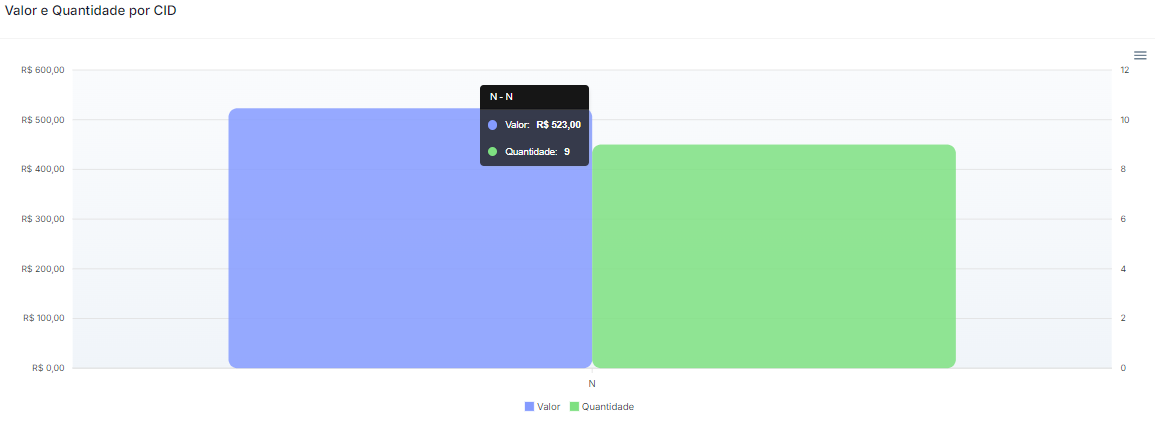 Valor e Quantidade por CID
R$ 600,00
R$ 500,00
R$ 400,00
R$ 300,00
R$ 200,00
R$ 100,00
R$ 0,00
N - N
Valor: R$ 523,00
Quantidade: 9
12
10
8
6
4
2
0
N
Valor Quantidade